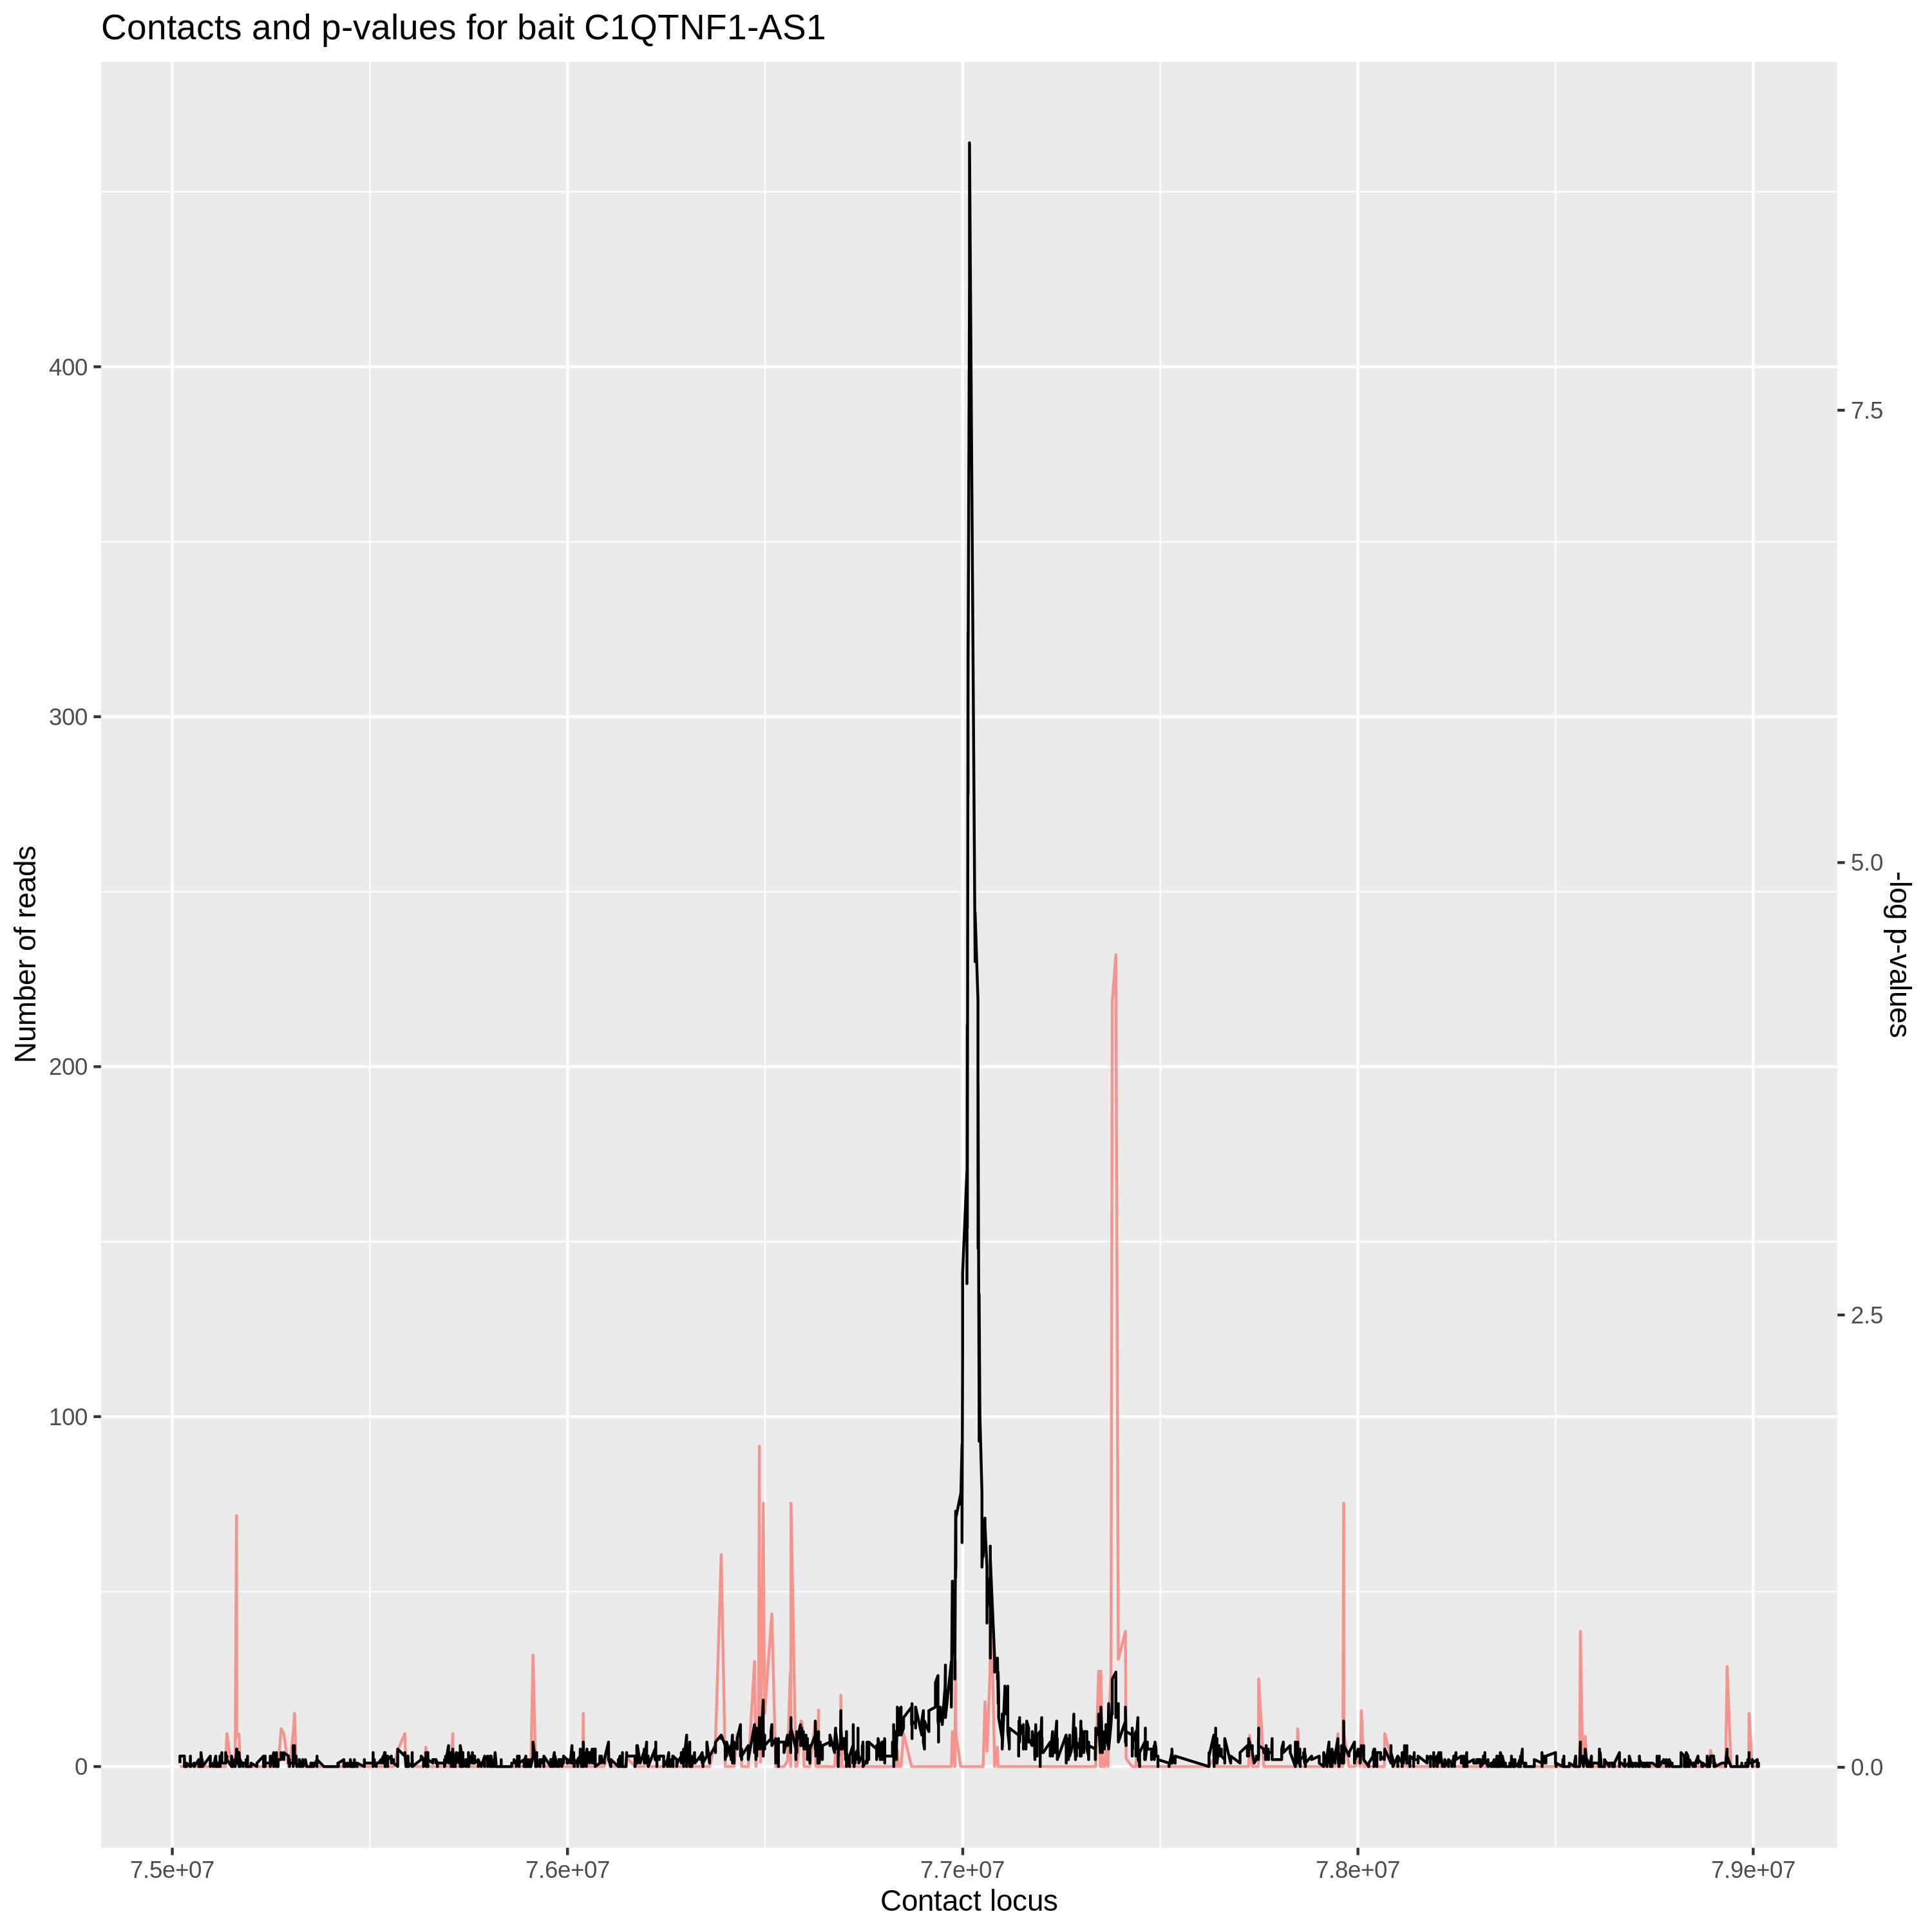 Contacts and p-values for bait C1QTNF1-AS1
Number of reads
400
300
200
100
0
7.5
5.0
2.5
0.0
-log p-values
7.5e+07
7.6e+07
7.7e+07
7.8e+07
7.9e+07
Contact locus